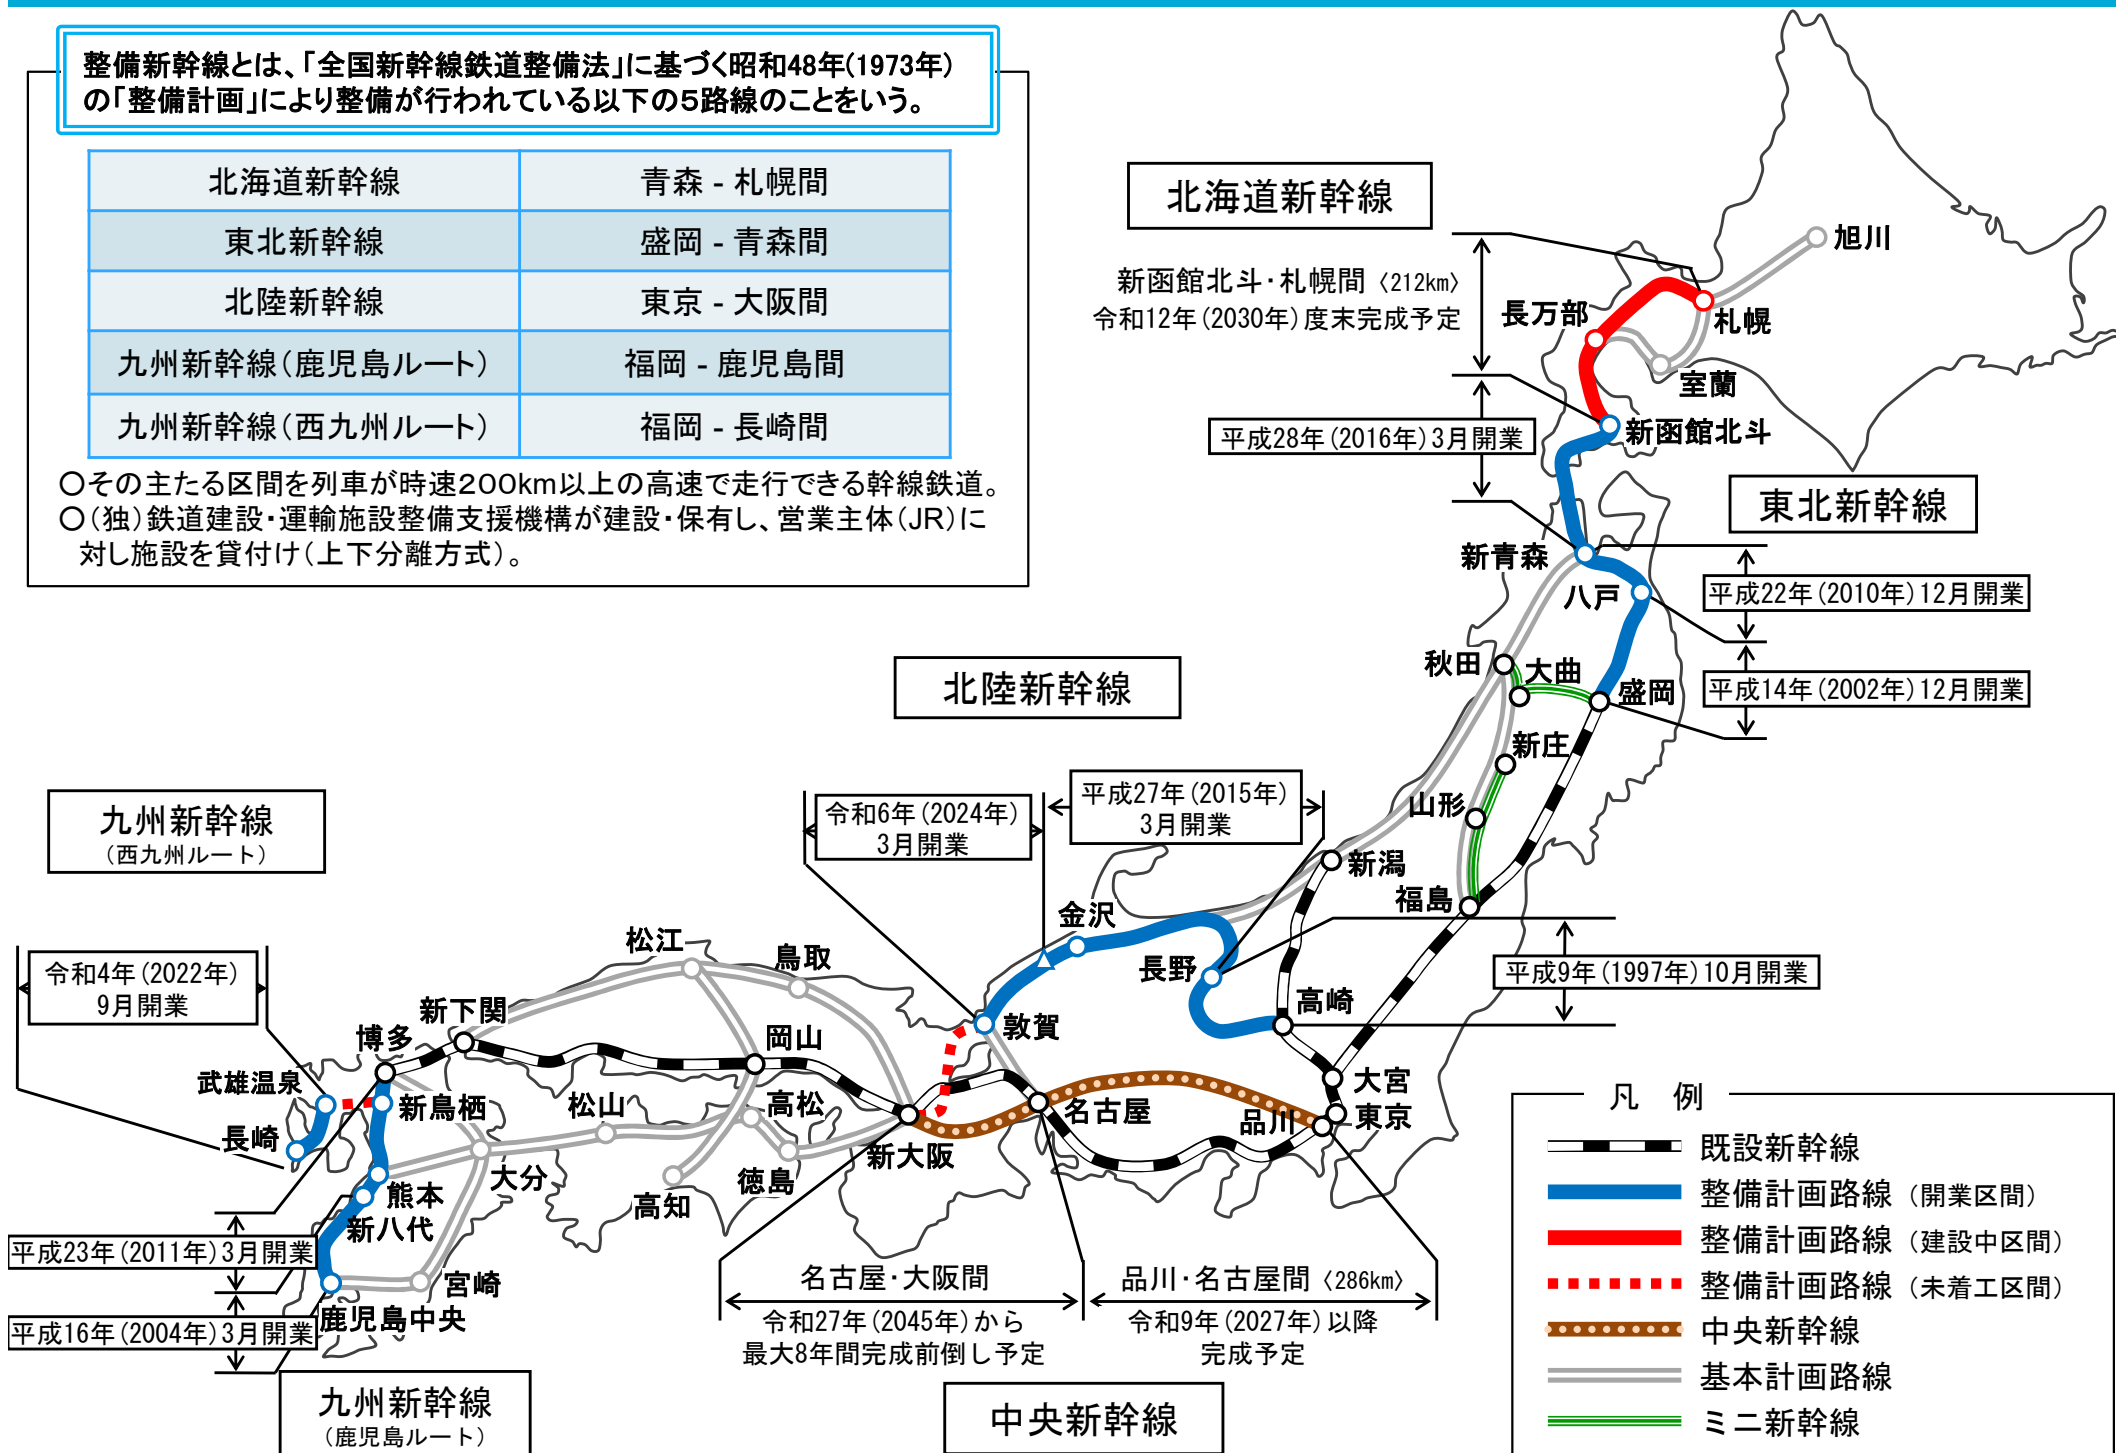 整備新幹線とは、「全国新幹線鉄道整備法」に基づく昭和48年(1973年)
の「整備計画」により整備が行われている以下の5路線のことをいう。
北海道新幹線 青森 - 札幌間
東北新幹線 盛岡 - 青森間
北陸新幹線 東京 - 大阪間
九州新幹線(鹿児島ルート) 福岡 - 鹿児島間
九州新幹線(西九州ルート) 福岡 - 長崎間
○その主たる区間を列車が時速200km以上の高速で走行できる幹線鉄道。
○(独)鉄道建設・運輸施設整備支援機構が建設・保有し、営業主体(JR)に
対し施設を貸付け(上下分離方式)。
北海道新幹線
新函館北斗・札幌間〈212km〉
令和12年(2030年)度末完成予定
旭川
長万部
札幌
室蘭
平成28年(2016年)3月開業
新函館北斗
東北新幹線
新青森
八戸
平成22年(2010年)12月開業
秋田
大曲
盛岡
平成14年(2002年)12月開業
新庄
山形
北陸新幹線
令和6年(2024年)
3月開業
平成27年(2015年)
3月開業
新潟
福島
金沢
長野
平成9年(1997年)10月開業
高崎
敦賀
大宮
東京
品川
名古屋
新大阪
九州新幹線
(西九州ルート)
令和4年(2022年)
9月開業
松江
鳥取
新下関
博多
岡山
武雄温泉
新鳥栖
松山
高松
長崎
大分
徳島
高知
熊本
新八代
平成23年(2011年)3月開業
宮崎
鹿児島中央
平成16年(2004年)3月開業
九州新幹線
(鹿児島ルート)
名古屋・大阪間
令和27年(2045年)から
最大8年間完成前倒し予定
品川・名古屋間〈286km〉
令和9年(2027年)以降
完成予定
中央新幹線
凡 例
既設新幹線
整備計画路線(開業区間)
整備計画路線(建設中区間)
整備計画路線(未着工区間)
中央新幹線
基本計画路線
ミニ新幹線